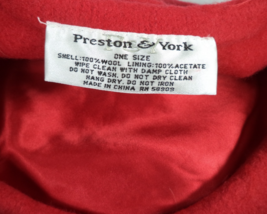 Preston & York
ONE SIZE
SHELL:100%WOOL LINING:100%ACETATE
WIPE CLEAN WITH DAMP CLOTH
DO NOT WASH. DO NOT DRY CLEAN
HANG DRY. DO NOT IRON
MADE IN CHINA RN 58909